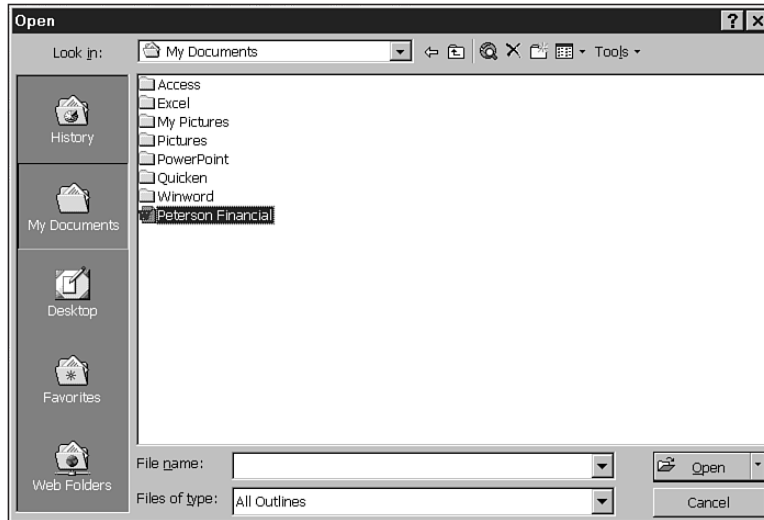 Open
Look in: My Documents Tools
Access
Excel
My Pictures
Pictures
PowerPoint
Quicken
Winword
Peterson Financial
History
My Documents
Desktop
Favorites
Web Folders
File name: Open
Files of type: All Outlines Cancel